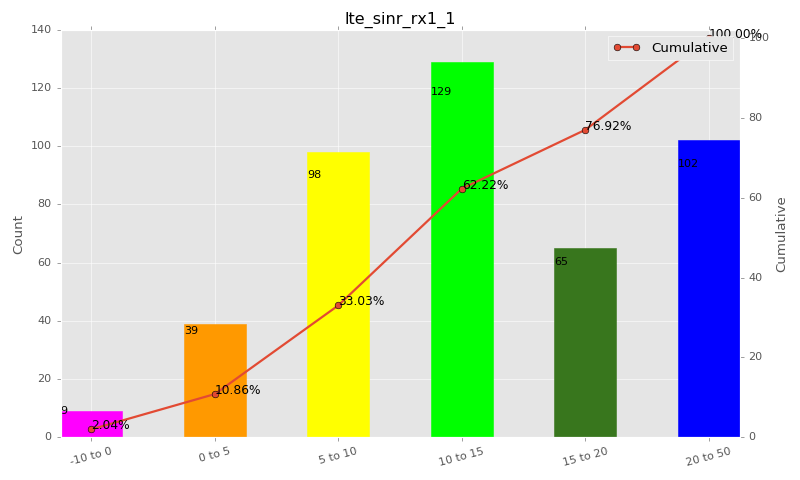 lte_sinr_rx1_1
140
120
100
80
60
40
20
0
Count
100
80
60
40
20
0
Cumulative
Cumulative
9
39
98
129
65
102
2.04%
10.86%
33.03%
62.22%
76.92%
100.00%
-10 to 0
0 to 5
5 to 10
10 to 15
15 to 20
20 to 50